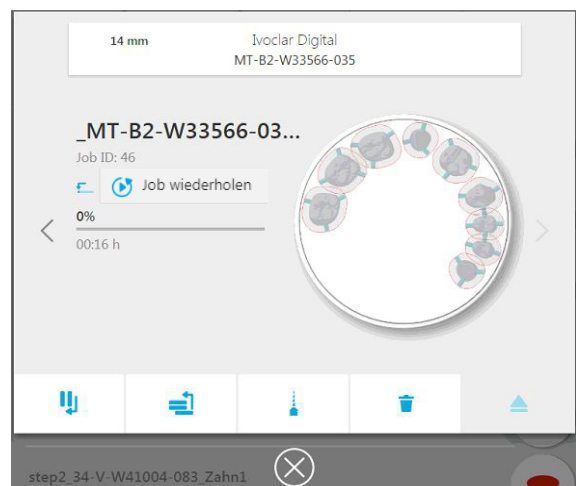 14 mm
Ivoclar Digital
MT-B2-W33566-035
_MT-B2-W33566-03...
Job ID: 46
Job wiederholen
0%
00:16 h
step2_34-V-W41004-083_Zahn1